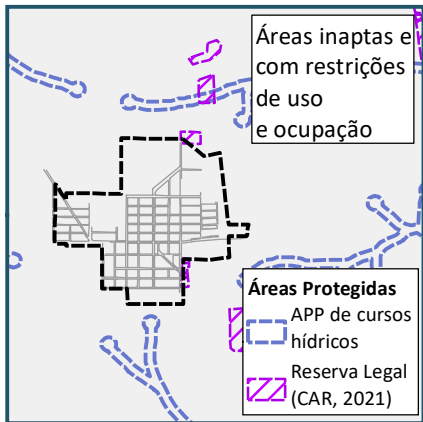 Áreas inaptas e
com restrições
de uso
e ocupação
Áreas Protegidas
APP de cursos
hídricos
Reserva Legal
(CAR, 2021)